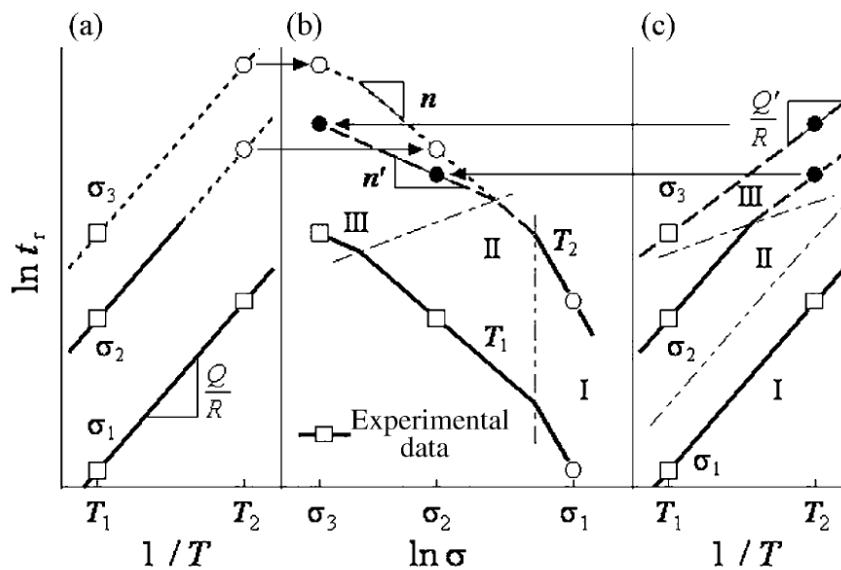 (a)
(b)
(c)
ln t_r
σ3
σ2
σ1
Q
R
T1
T2
1 / T
n
n'
III
II
T2
T1
I
Experimental
data
σ3
σ2
σ1
ln σ
Q'
R
σ3
III
II
σ2
I
σ1
T1
T2
1 / T